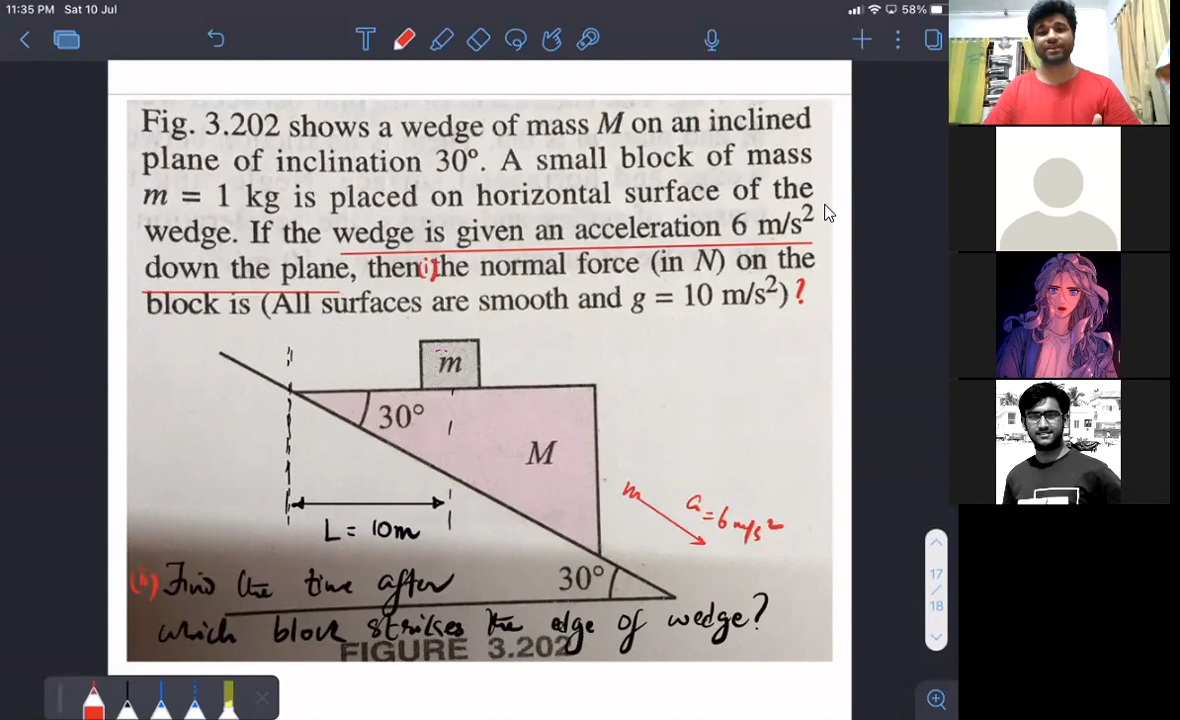 11:35 PM Sat 10 Jul
58%
Fig. 3.202 shows a wedge of mass M on an inclined
plane of inclination 30º. A small block of mass
m = 1 kg is placed on horizontal surface of the
wedge. If the wedge is given an acceleration 6 m/s²
down the plane, then (i) the normal force (in N) on the
block is (All surfaces are smooth and g = 10 m/s²) ?
m
30°
M
a = 6 m/s²
m
L = 10m
30°
(ii) Find the time after
which block strikes the edge of wedge?
FIGURE 3.202
17
/
18